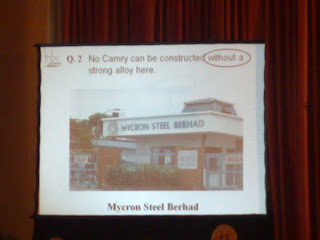 Q. 2 No Camry can be constructed without a
strong alloy here.
MYCRON STEEL BERHAD
Mycron Steel Berhad